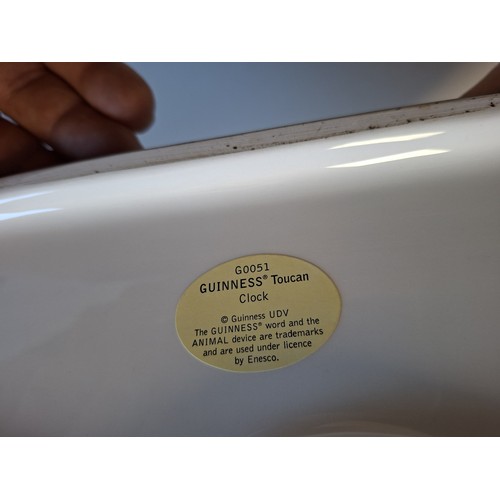 G0051
GUINNESS® Toucan
Clock
© Guinness UDV
The GUINNESS® word and the
ANIMAL device are trademarks
and are used under licence
by Enesco.